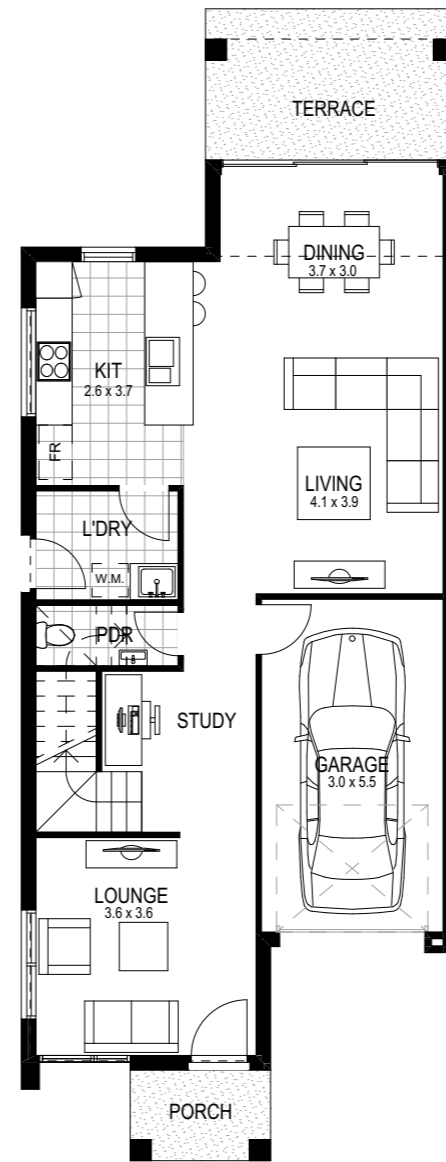 TERRACE
DINING
3.7 x 3.0
KIT
2.6 x 3.7
FR
LIVING
4.1 x 3.9
L'DRY
W.M.
PDR
STUDY
GARAGE
3.0 x 5.5
LOUNGE
3.6 x 3.6
PORCH